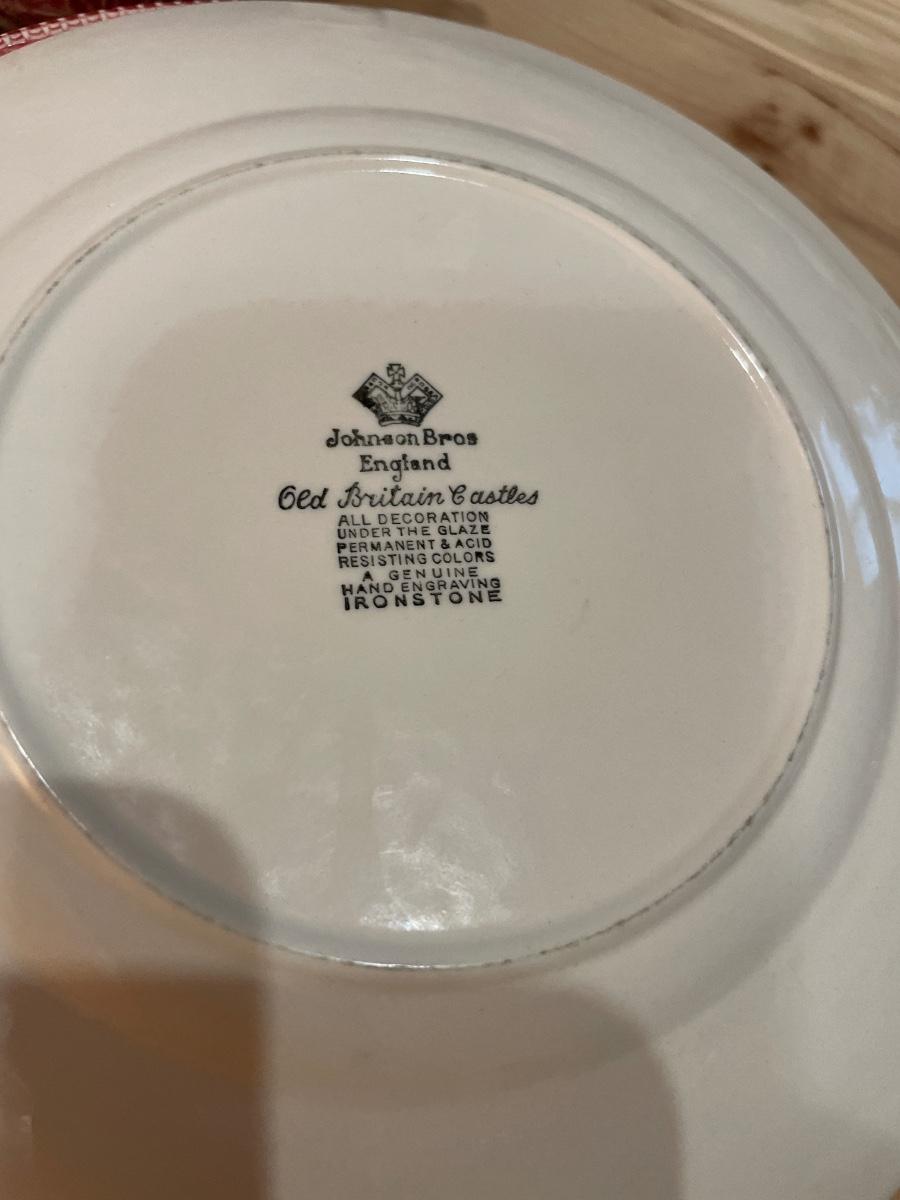 Johnson Bros
England
Old Britain Castles
ALL DECORATION
UNDER THE GLAZE
PERMANENT & ACID
RESISTING COLORS
A GENUINE
HAND ENGRAVING
IRONSTONE